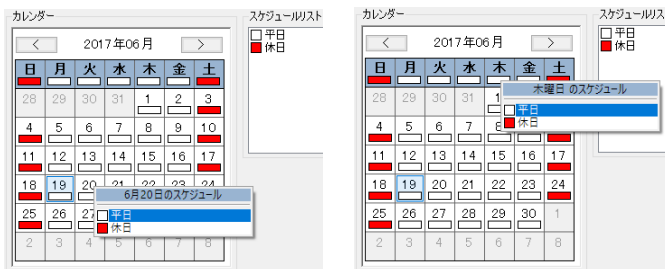 カレンダー
スケジュールリスト
2017年06月
平日
休日
日 月 火 水 木 金 土
28 29 30 31 1 2 3
4 5 6 7 8 9 10
11 12 13 14 15 16 17
18 19 20 21 22 23 24
6月20日のスケジュール
25 26 27
平日
休日
2 3 4 5 6 7 8
カレンダー
スケジュールリス
2017年06月
平日
休日
日 月 火 水 木 金 土
28 29 30 31 1
木曜日 のスケジュール
4 5 6 7 8
平日
休日
11 12 13 14 15 16 17
18 19 20 21 22 23 24
25 26 27 28 29 30 1
2 3 4 5 6 7 8